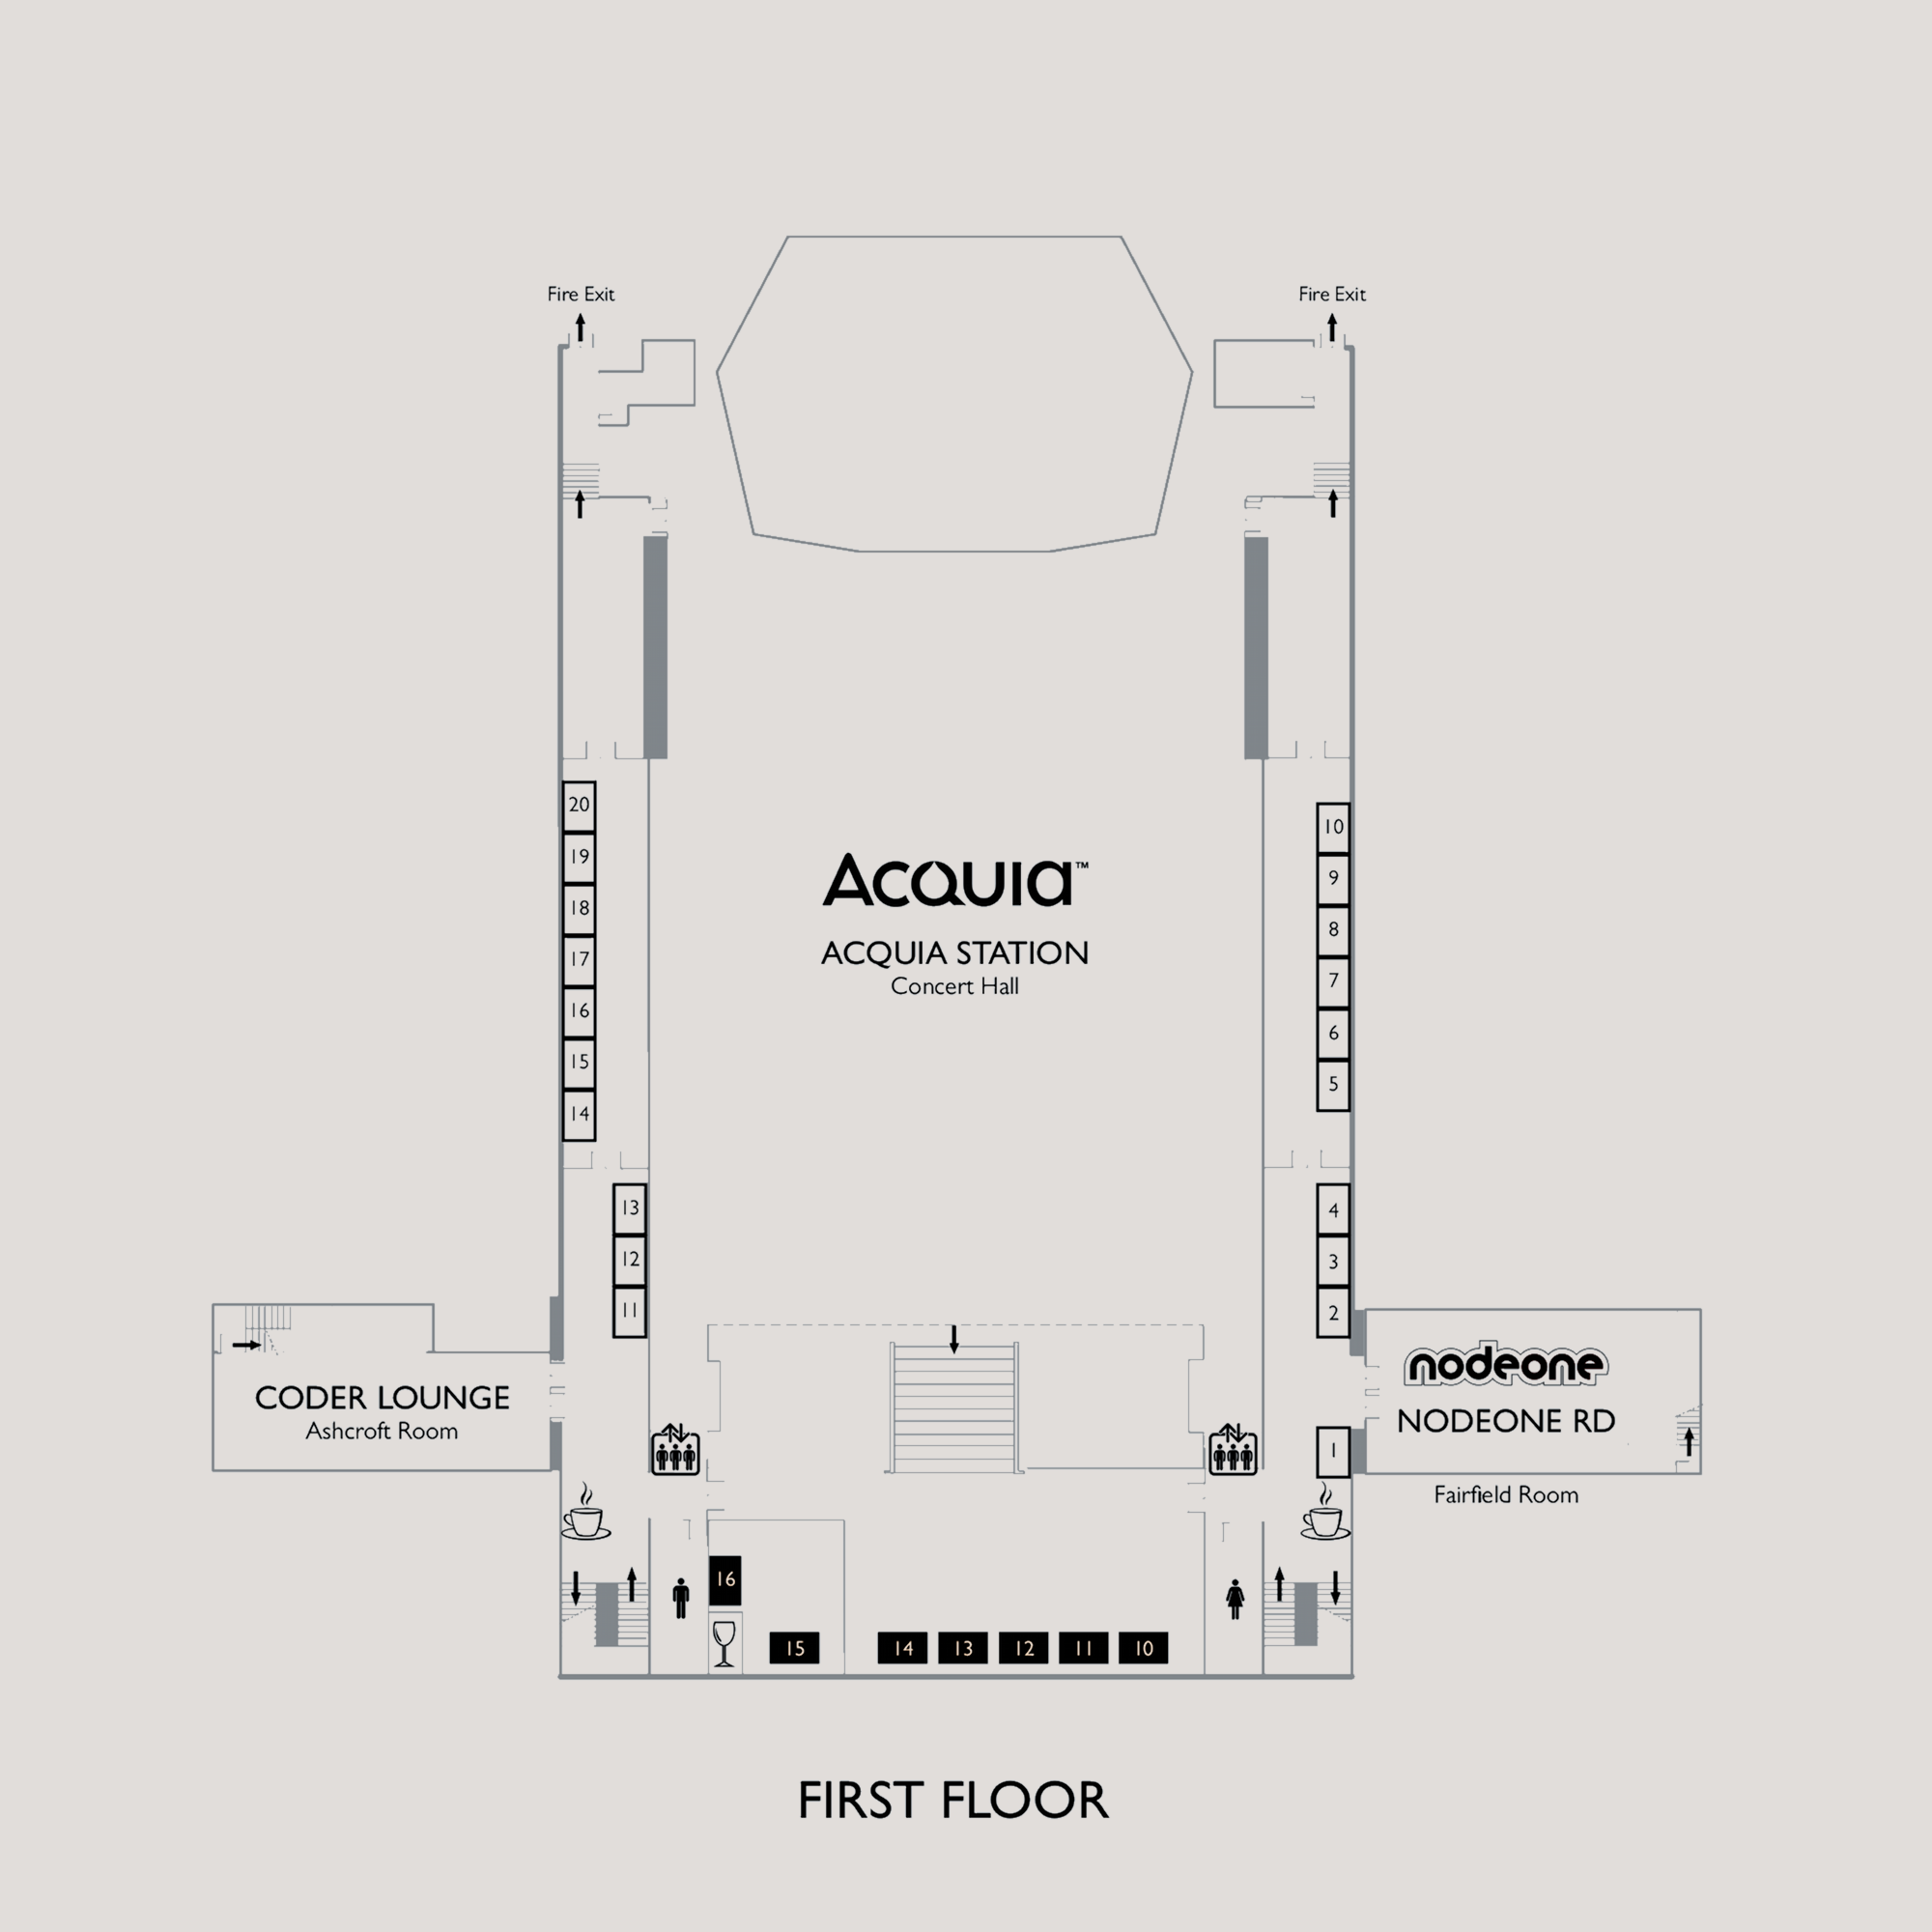 Fire Exit
Fire Exit
20
19
18
17
16
15
14
13
12
11
ACQUIA™
ACQUIA STATION
Concert Hall
10
9
8
7
6
5
4
3
2
1
CODER LOUNGE
Ashcroft Room
nodeone
NODEONE RD
Fairfield Room
16
15
14
13
12
11
10
FIRST FLOOR